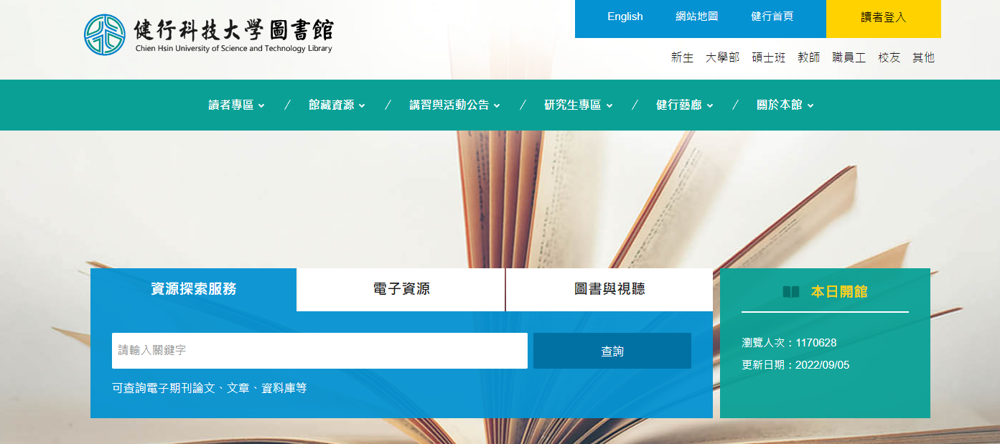 健行科技大學圖書館
Chien Hsin University of Science and Technology Library
English 網站地圖 健行首頁 讀者登入
新生 大學部 碩士班 教師 職員工 校友 其他
讀者專區 / 館藏資源 / 講習與活動公告 / 研究生專區 / 健行藝廊 / 關於本館
資源探索服務 電子資源 圖書與視聽
請輸入關鍵字 查詢
可查詢電子期刊論文、文章、資料庫等
本日開館
瀏覽人次：1170628
更新日期：2022/09/05